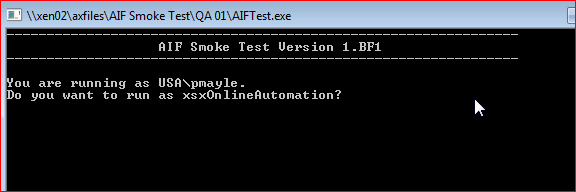 \\xen02\axfiles\AIF Smoke Test\QA 01\AIFTest.exe
------------------------------------------------------------------
AIF Smoke Test Version 1.BF1
------------------------------------------------------------------
You are running as USA\pmayle.
Do you want to run as xsxOnlineAutomation?